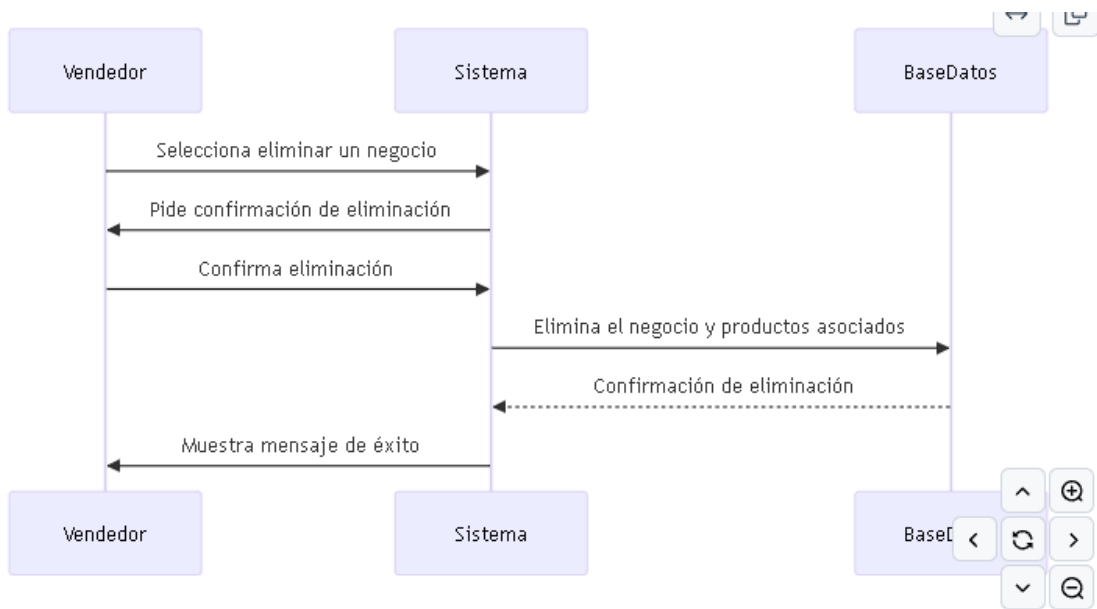 Vendedor
Sistema
BaseDatos
Selecciona eliminar un negocio
Pide confirmación de eliminación
Confirma eliminación
Elimina el negocio y productos asociados
Confirmación de eliminación
Muestra mensaje de éxito
Vendedor
Sistema